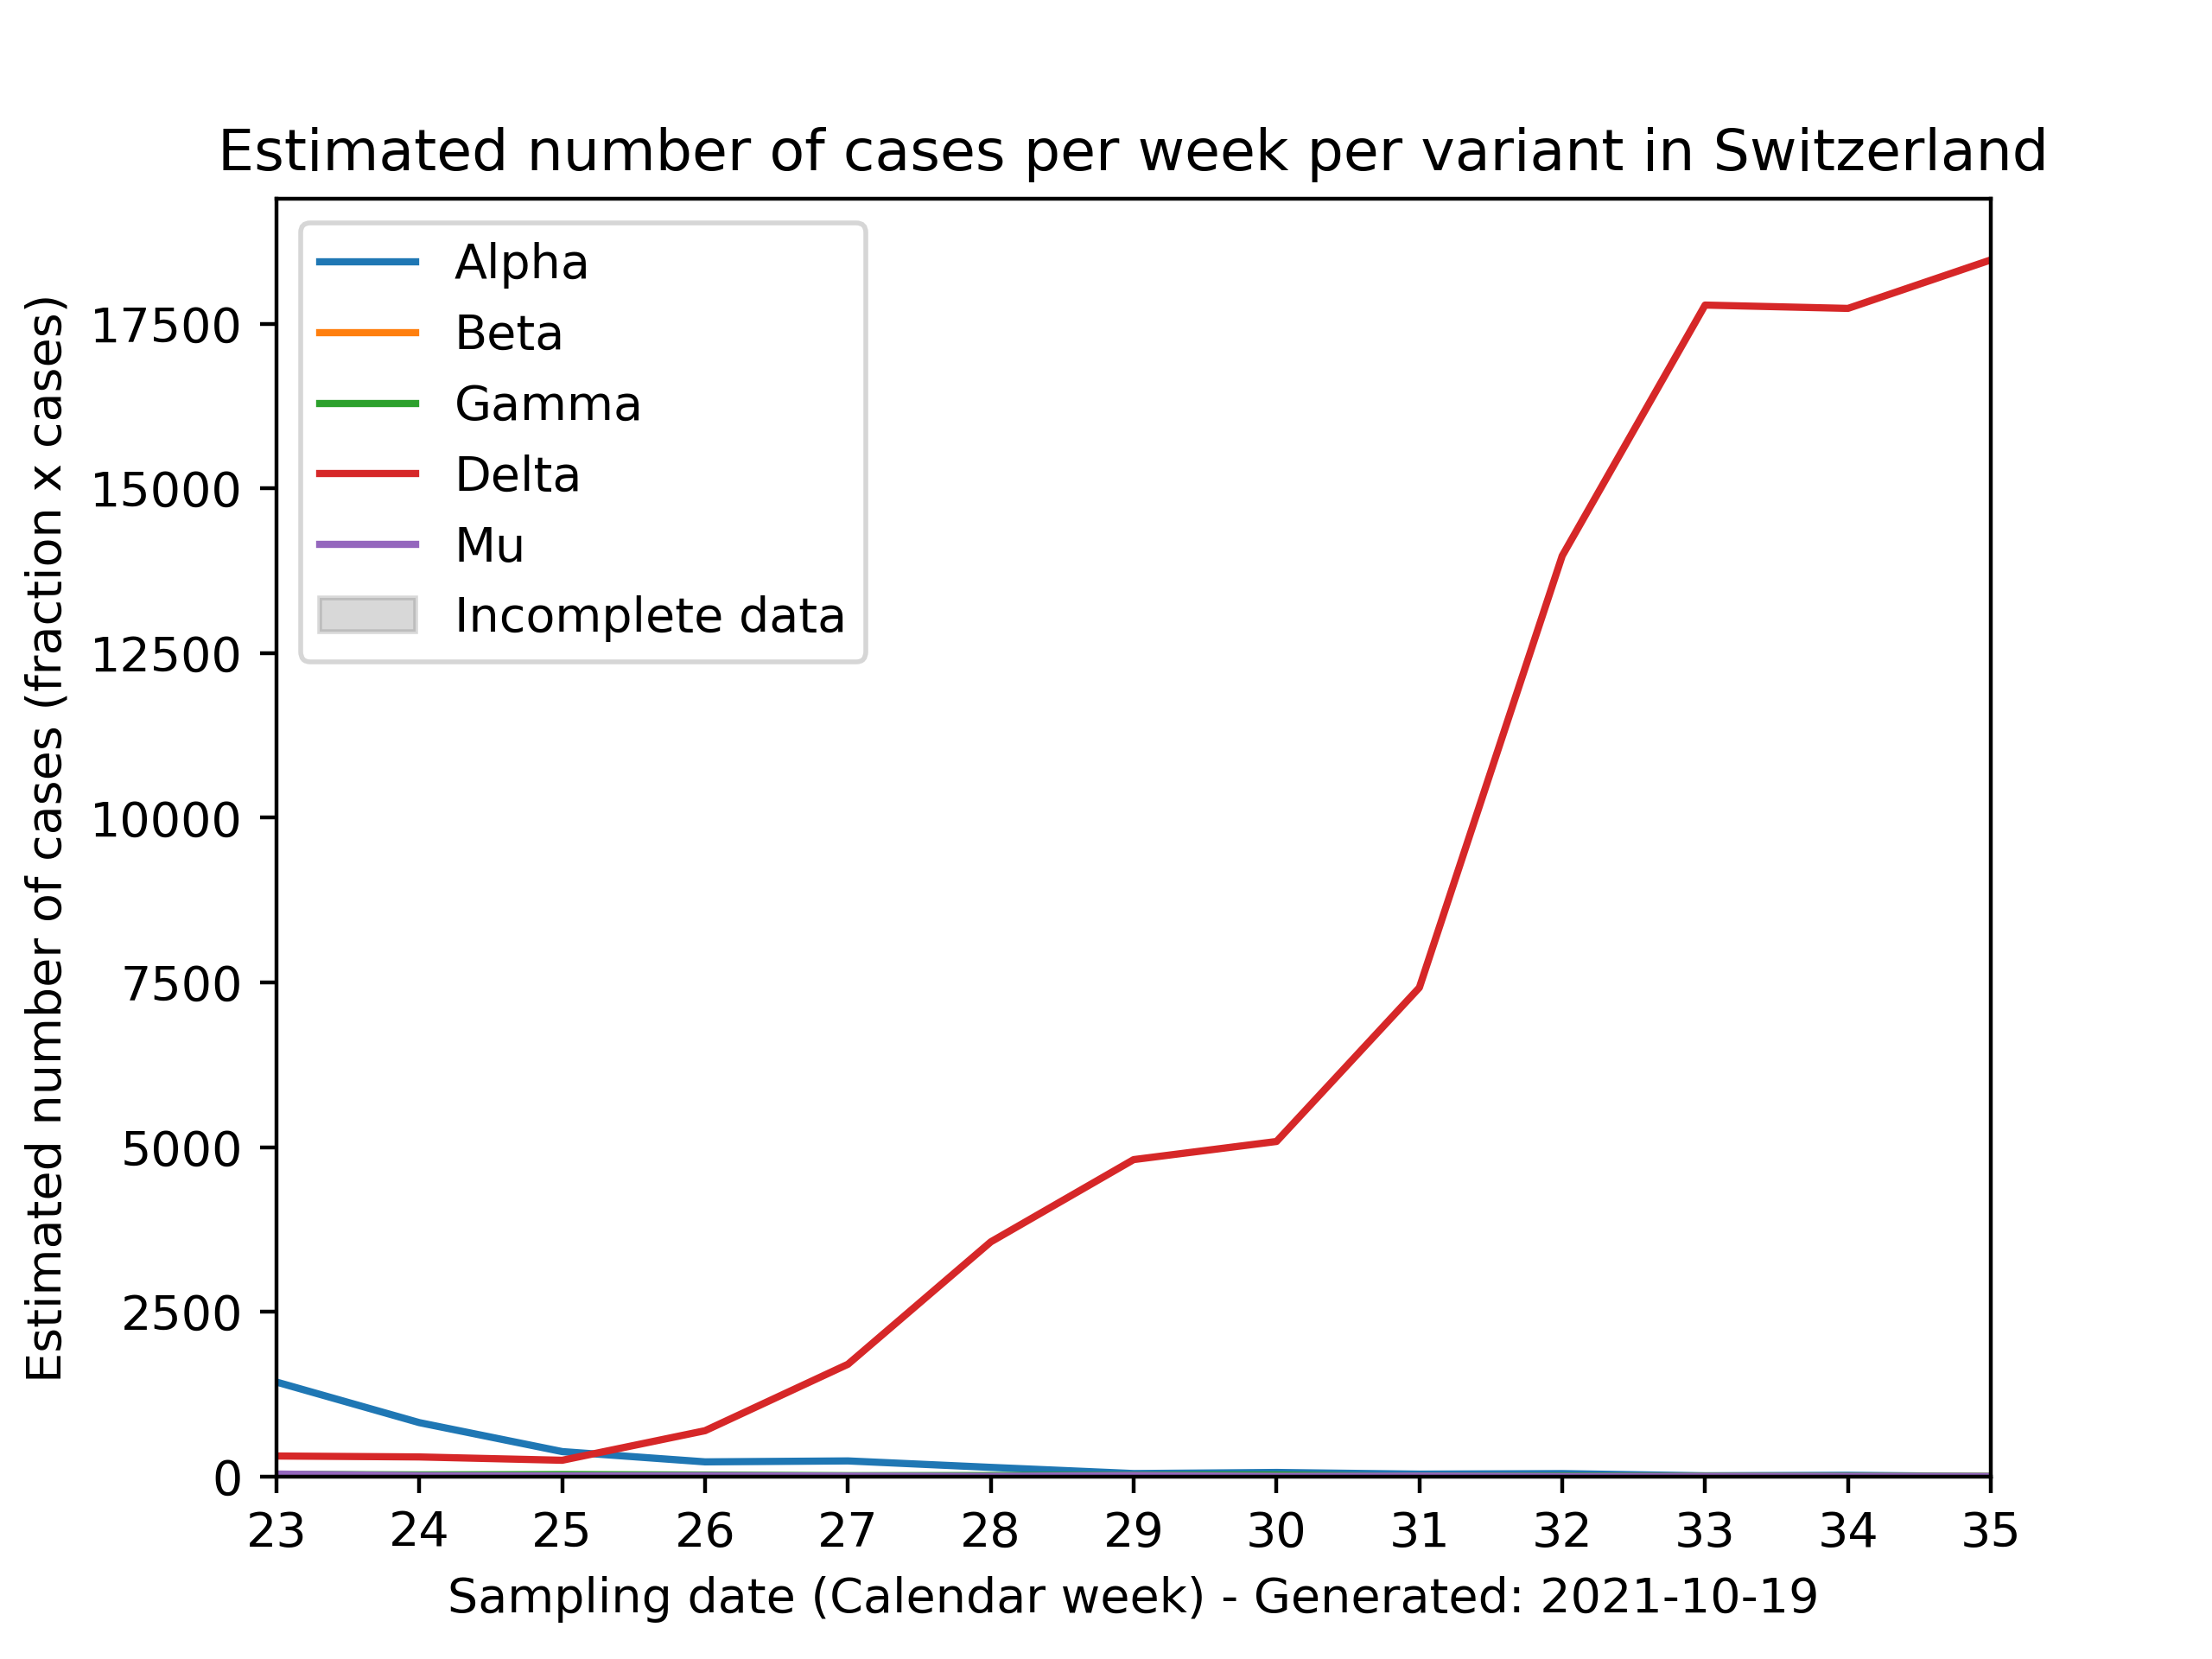 Estimated number of cases per week per variant in Switzerland
Estimated number of cases (fraction x cases)
17500
15000
12500
10000
7500
5000
2500
0
Alpha
Beta
Gamma
Delta
Mu
Incomplete data
23 24 25 26 27 28 29 30 31 32 33 34 35
Sampling date (Calendar week) - Generated: 2021-10-19